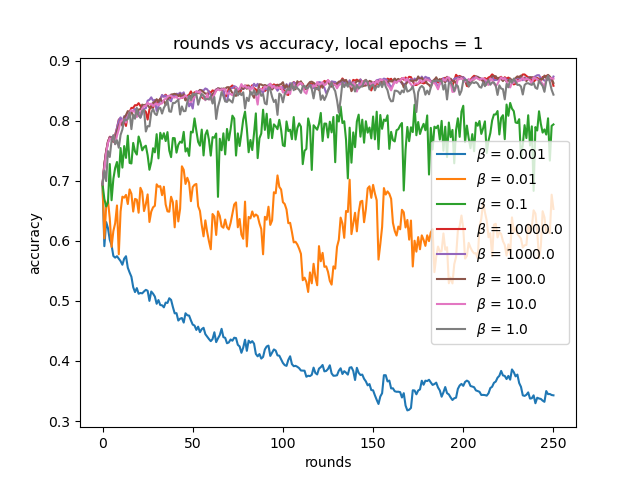 rounds vs accuracy, local epochs = 1
accuracy
0.9
0.8
0.7
0.6
0.5
0.4
0.3
β = 0.001
β = 0.01
β = 0.1
β = 10000.0
β = 1000.0
β = 100.0
β = 10.0
β = 1.0
0 50 100 150 200 250
rounds